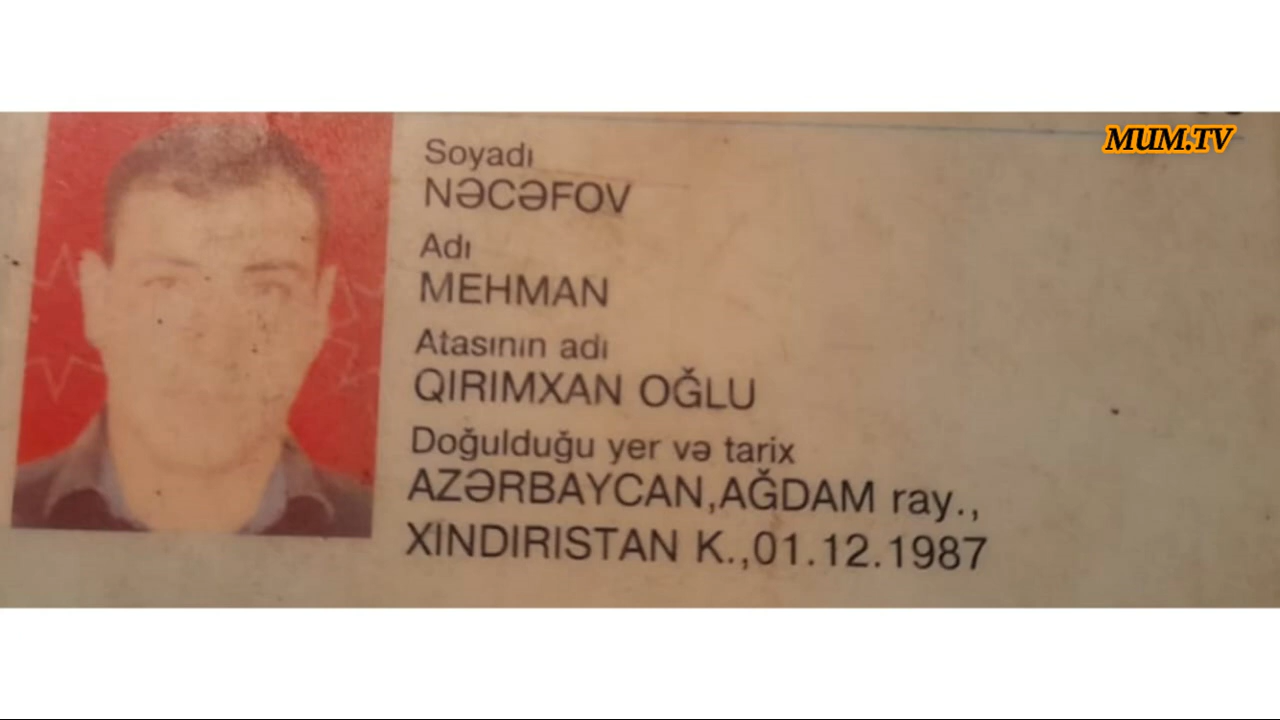 MUM.TV
Soyadı
NƏCƏFOV
Adı
MEHMAN
Atasının adı
QIRIMXAN OĞLU
Doğulduğu yer və tarix
AZƏRBAYCAN,AĞDAM ray.,
XINDIRISTAN K.,01.12.1987